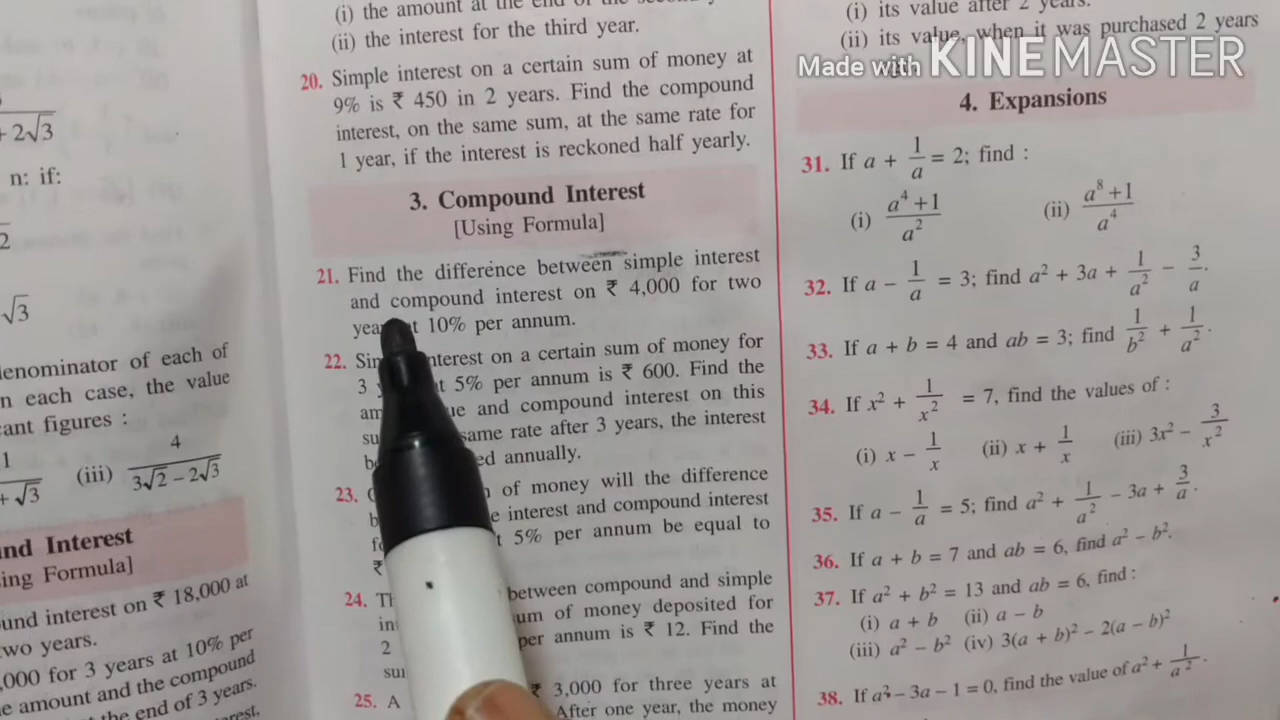 + 2√3
n: if:
√3
denominator of each of
n each case, the value
cant figures :
(iii) 4/(3√2 − 2√3)
und Interest
ing Formula]
und interest on ₹ 18,000 at
two years.
,000 for 3 years at 10% per
e amount and the compound
the end of 3 years.
(i) the amount at the end of the
(ii) the interest for the third year.
20. Simple interest on a certain sum of money at
9% is ₹ 450 in 2 years. Find the compound
interest, on the same sum, at the same rate for
1 year, if the interest is reckoned half yearly.
3. Compound Interest
[Using Formula]
21. Find the difference between simple interest
and compound interest on ₹ 4,000 for two
year at 10% per annum.
22. Sim nterest on a certain sum of money for
3 y t 5% per annum is ₹ 600. Find the
am ue and compound interest on this
su same rate after 3 years, the interest
b ed annually.
23. of money will the difference
b e interest and compound interest
f t 5% per annum be equal to
₹
24. T between compound and simple
in um of money deposited for
2 per annum is ₹ 12. Find the
sui
25. A ₹ 3,000 for three years at
After one year, the money
(i) its value after 2 years.
(ii) its value, when it was purchased 2 years
Made with KINEMASTER
4. Expansions
31. If a + 1/a = 2; find :
(i) (a⁴ + 1)/a² (ii) (a⁸ + 1)/a⁴
32. If a − 1/a = 3; find a² + 3a + 1/a² − 3/a.
33. If a + b = 4 and ab = 3; find 1/b² + 1/a².
34. If x² + 1/x² = 7, find the values of :
(i) x − 1/x (ii) x + 1/x (iii) 3x² − 3/x²
35. If a − 1/a = 5; find a² + 1/a² − 3a + 3/a.
36. If a + b = 7 and ab = 6, find a² − b².
37. If a² + b² = 13 and ab = 6, find :
(i) a + b (ii) a − b
(iii) a² − b² (iv) 3(a + b)² − 2(a − b)²
38. If a² − 3a − 1 = 0, find the value of a² + 1/a².